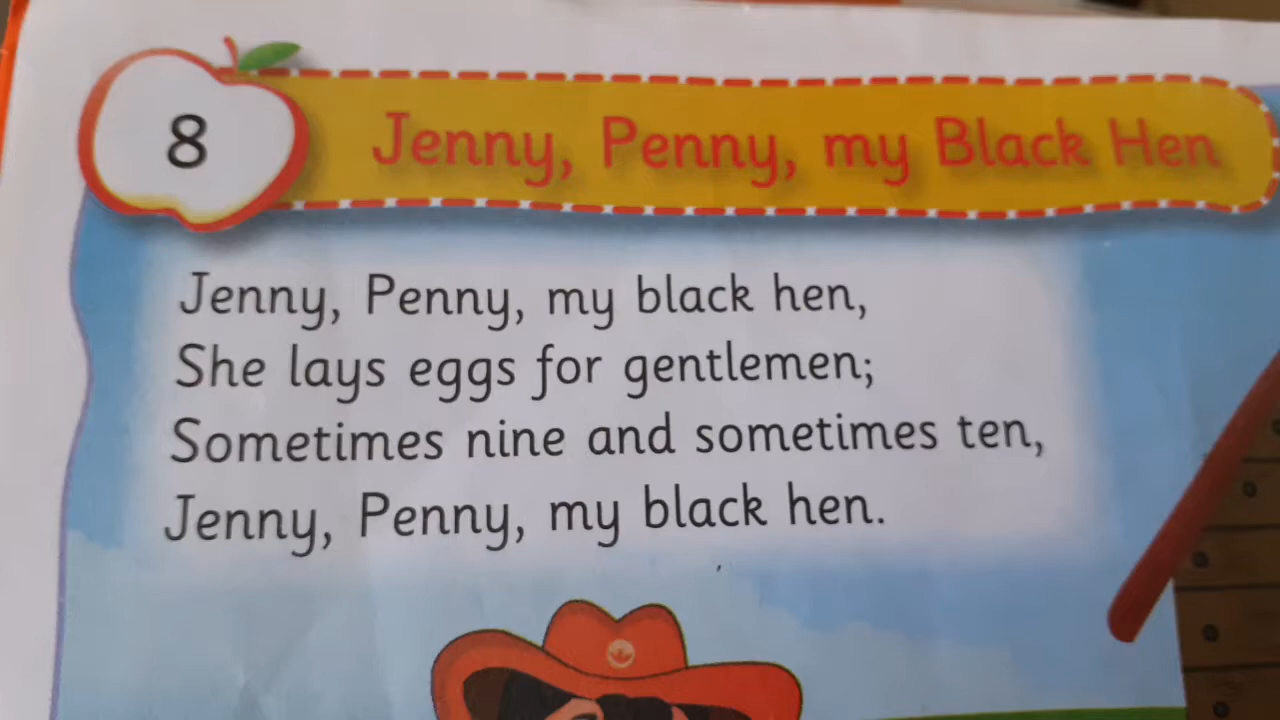 8
Jenny, Penny, my Black Hen
Jenny, Penny, my black hen,
She lays eggs for gentlemen;
Sometimes nine and sometimes ten,
Jenny, Penny, my black hen.